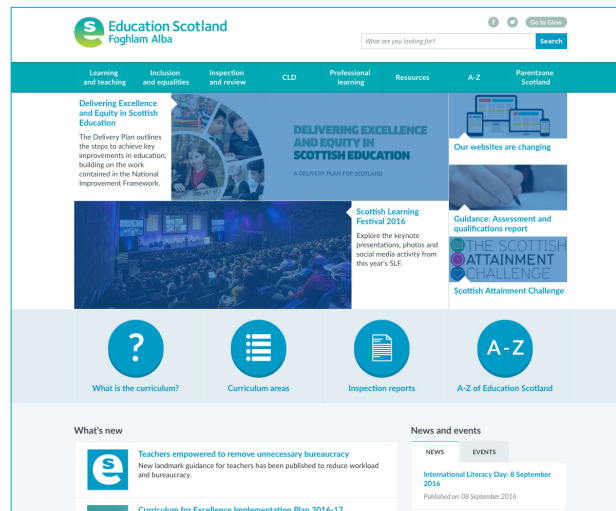 Education Scotland
Foghlam Alba
f
Go to Glow
What are you looking for?
Search
Learning
and teaching
Inclusion
and equalities
Inspection
and review
CLD
Professional
learning
Resources
A-Z
Parentzone
Scotland
Delivering Excellence
and Equity in Scottish
Education
The Delivery Plan outlines
the steps to achieve key
improvements in education,
building on the work
contained in the National
Improvement Framework.
DELIVERING EXCELLENCE
AND EQUITY IN
SCOTTISH EDUCATION
A DELIVERY PLAN FOR SCOTLAND
Our websites are changing
Scottish Learning
Festival 2016
Explore the keynote
presentations, photos and
social media activity from
this year's SLF.
Guidance: Assessment and
qualifications report
THE SCOTTISH
ATTAINMENT
CHALLENGE
Scottish Attainment Challenge
?
What is the curriculum?
Curriculum areas
Inspection reports
A-Z
A-Z of Education Scotland
What's new
Teachers empowered to remove unnecessary bureaucracy
New landmark guidance for teachers has been published to reduce workload
and bureaucracy.
Curriculum for Excellence Implementation Plan 2016-17
News and events
NEWS
EVENTS
International Literacy Day: 8 September
2016
Published on: 08 September 2016